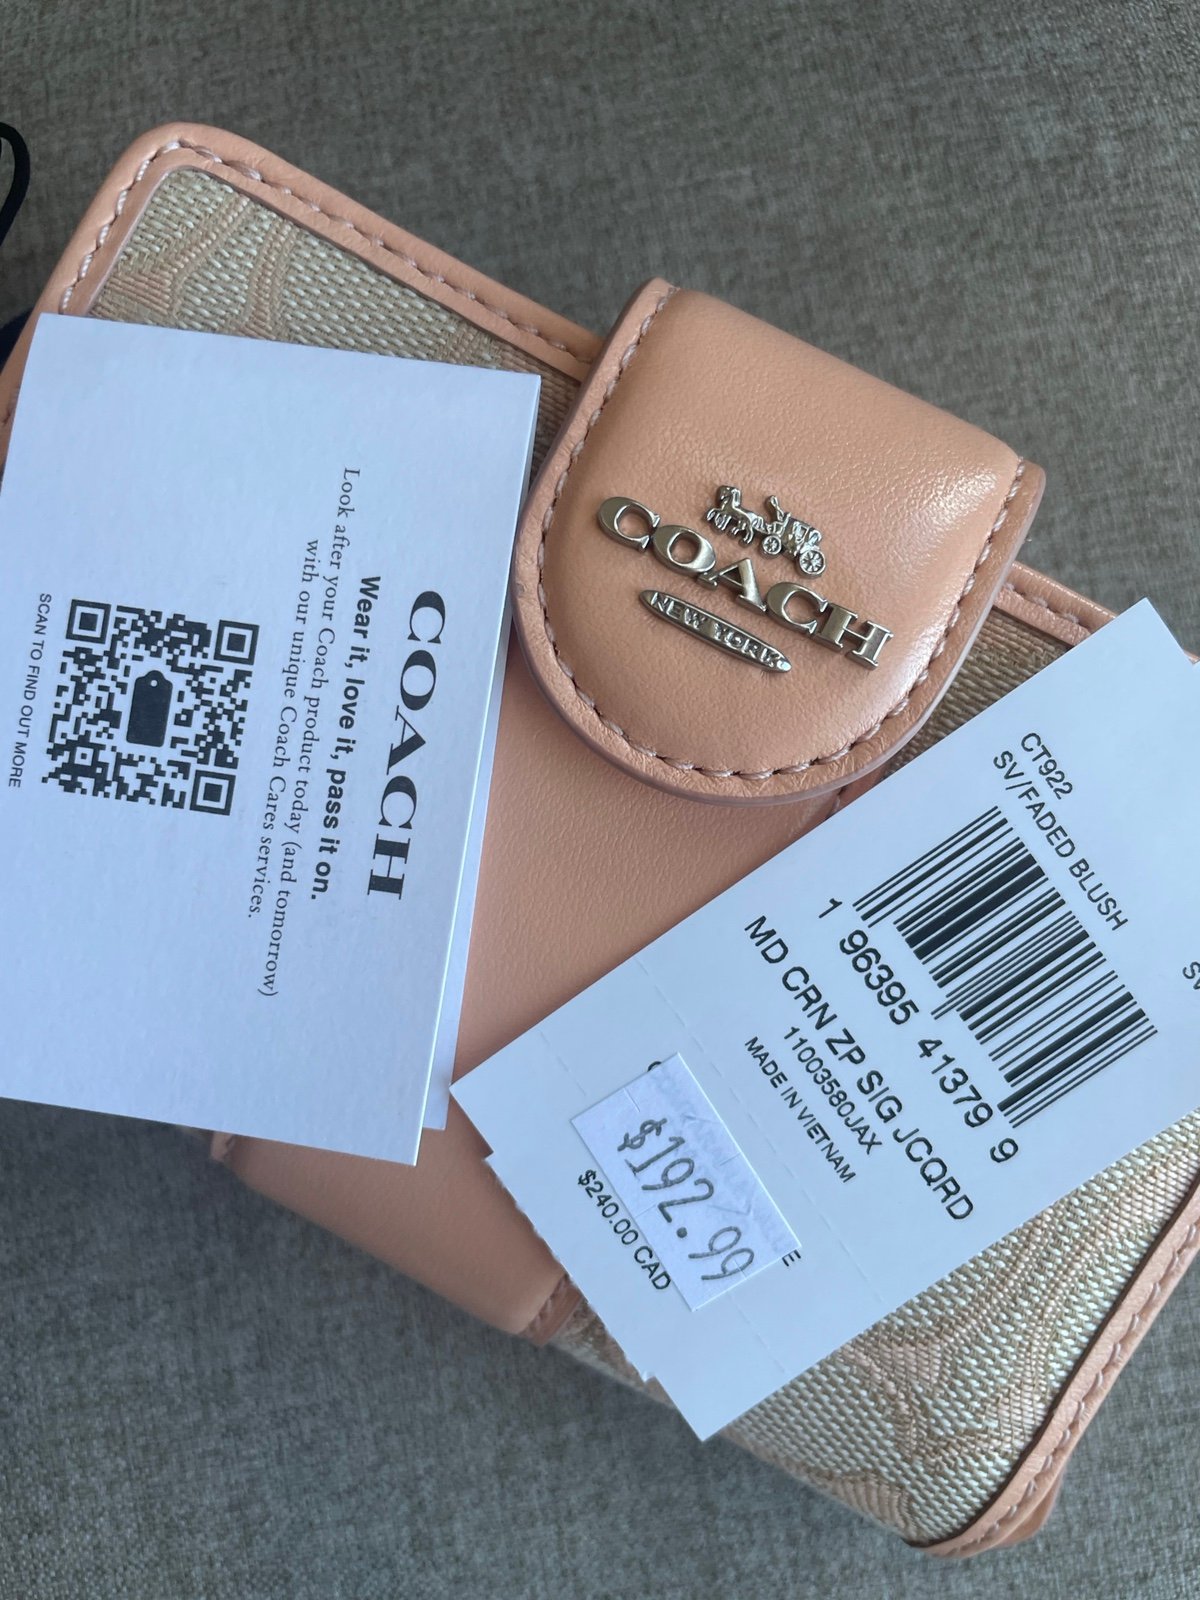 COACH
NEW YORK
COACH
Wear it, love it, pass it on.
Look after your Coach product today (and tomorrow)
with our unique Coach Cares services.
SCAN TO FIND OUT MORE
CT922
SV/FADED BLUSH
1 96395 41379 9
MD CRN ZP SIG JCQRD
11003580JAX
MADE IN VIETNAM
$192.99
$240.00 CAD